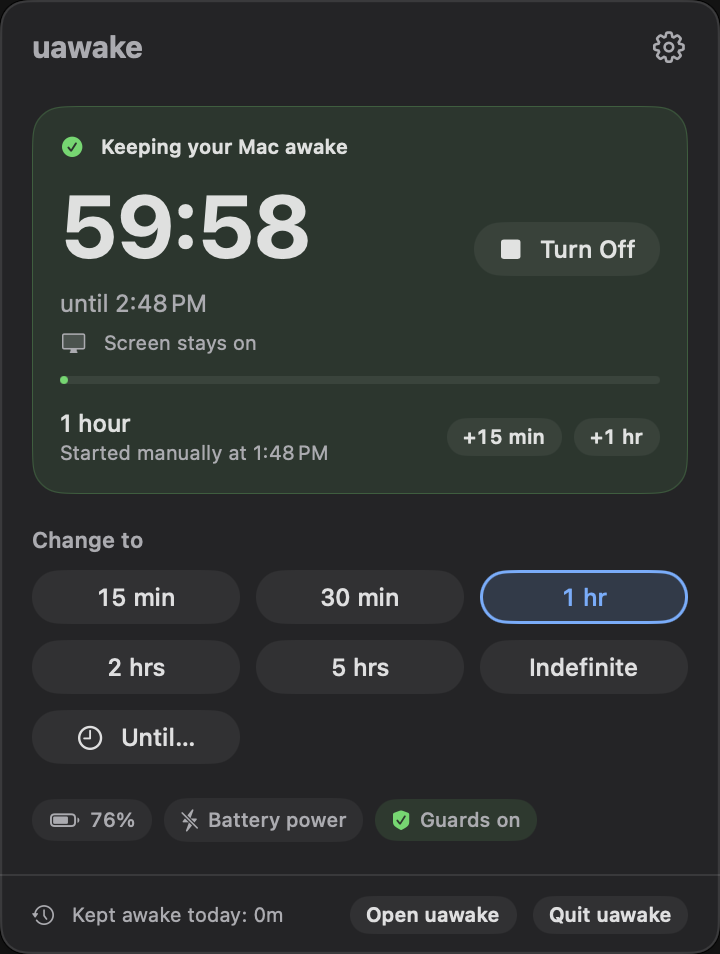 uawake
Keeping your Mac awake
59:58
Turn Off
until 2:48 PM
Screen stays on
1 hour
Started manually at 1:48 PM
+15 min
+1 hr
Change to
15 min
30 min
1 hr
2 hrs
5 hrs
Indefinite
Until...
76%
Battery power
Guards on
Kept awake today: 0m
Open uawake
Quit uawake